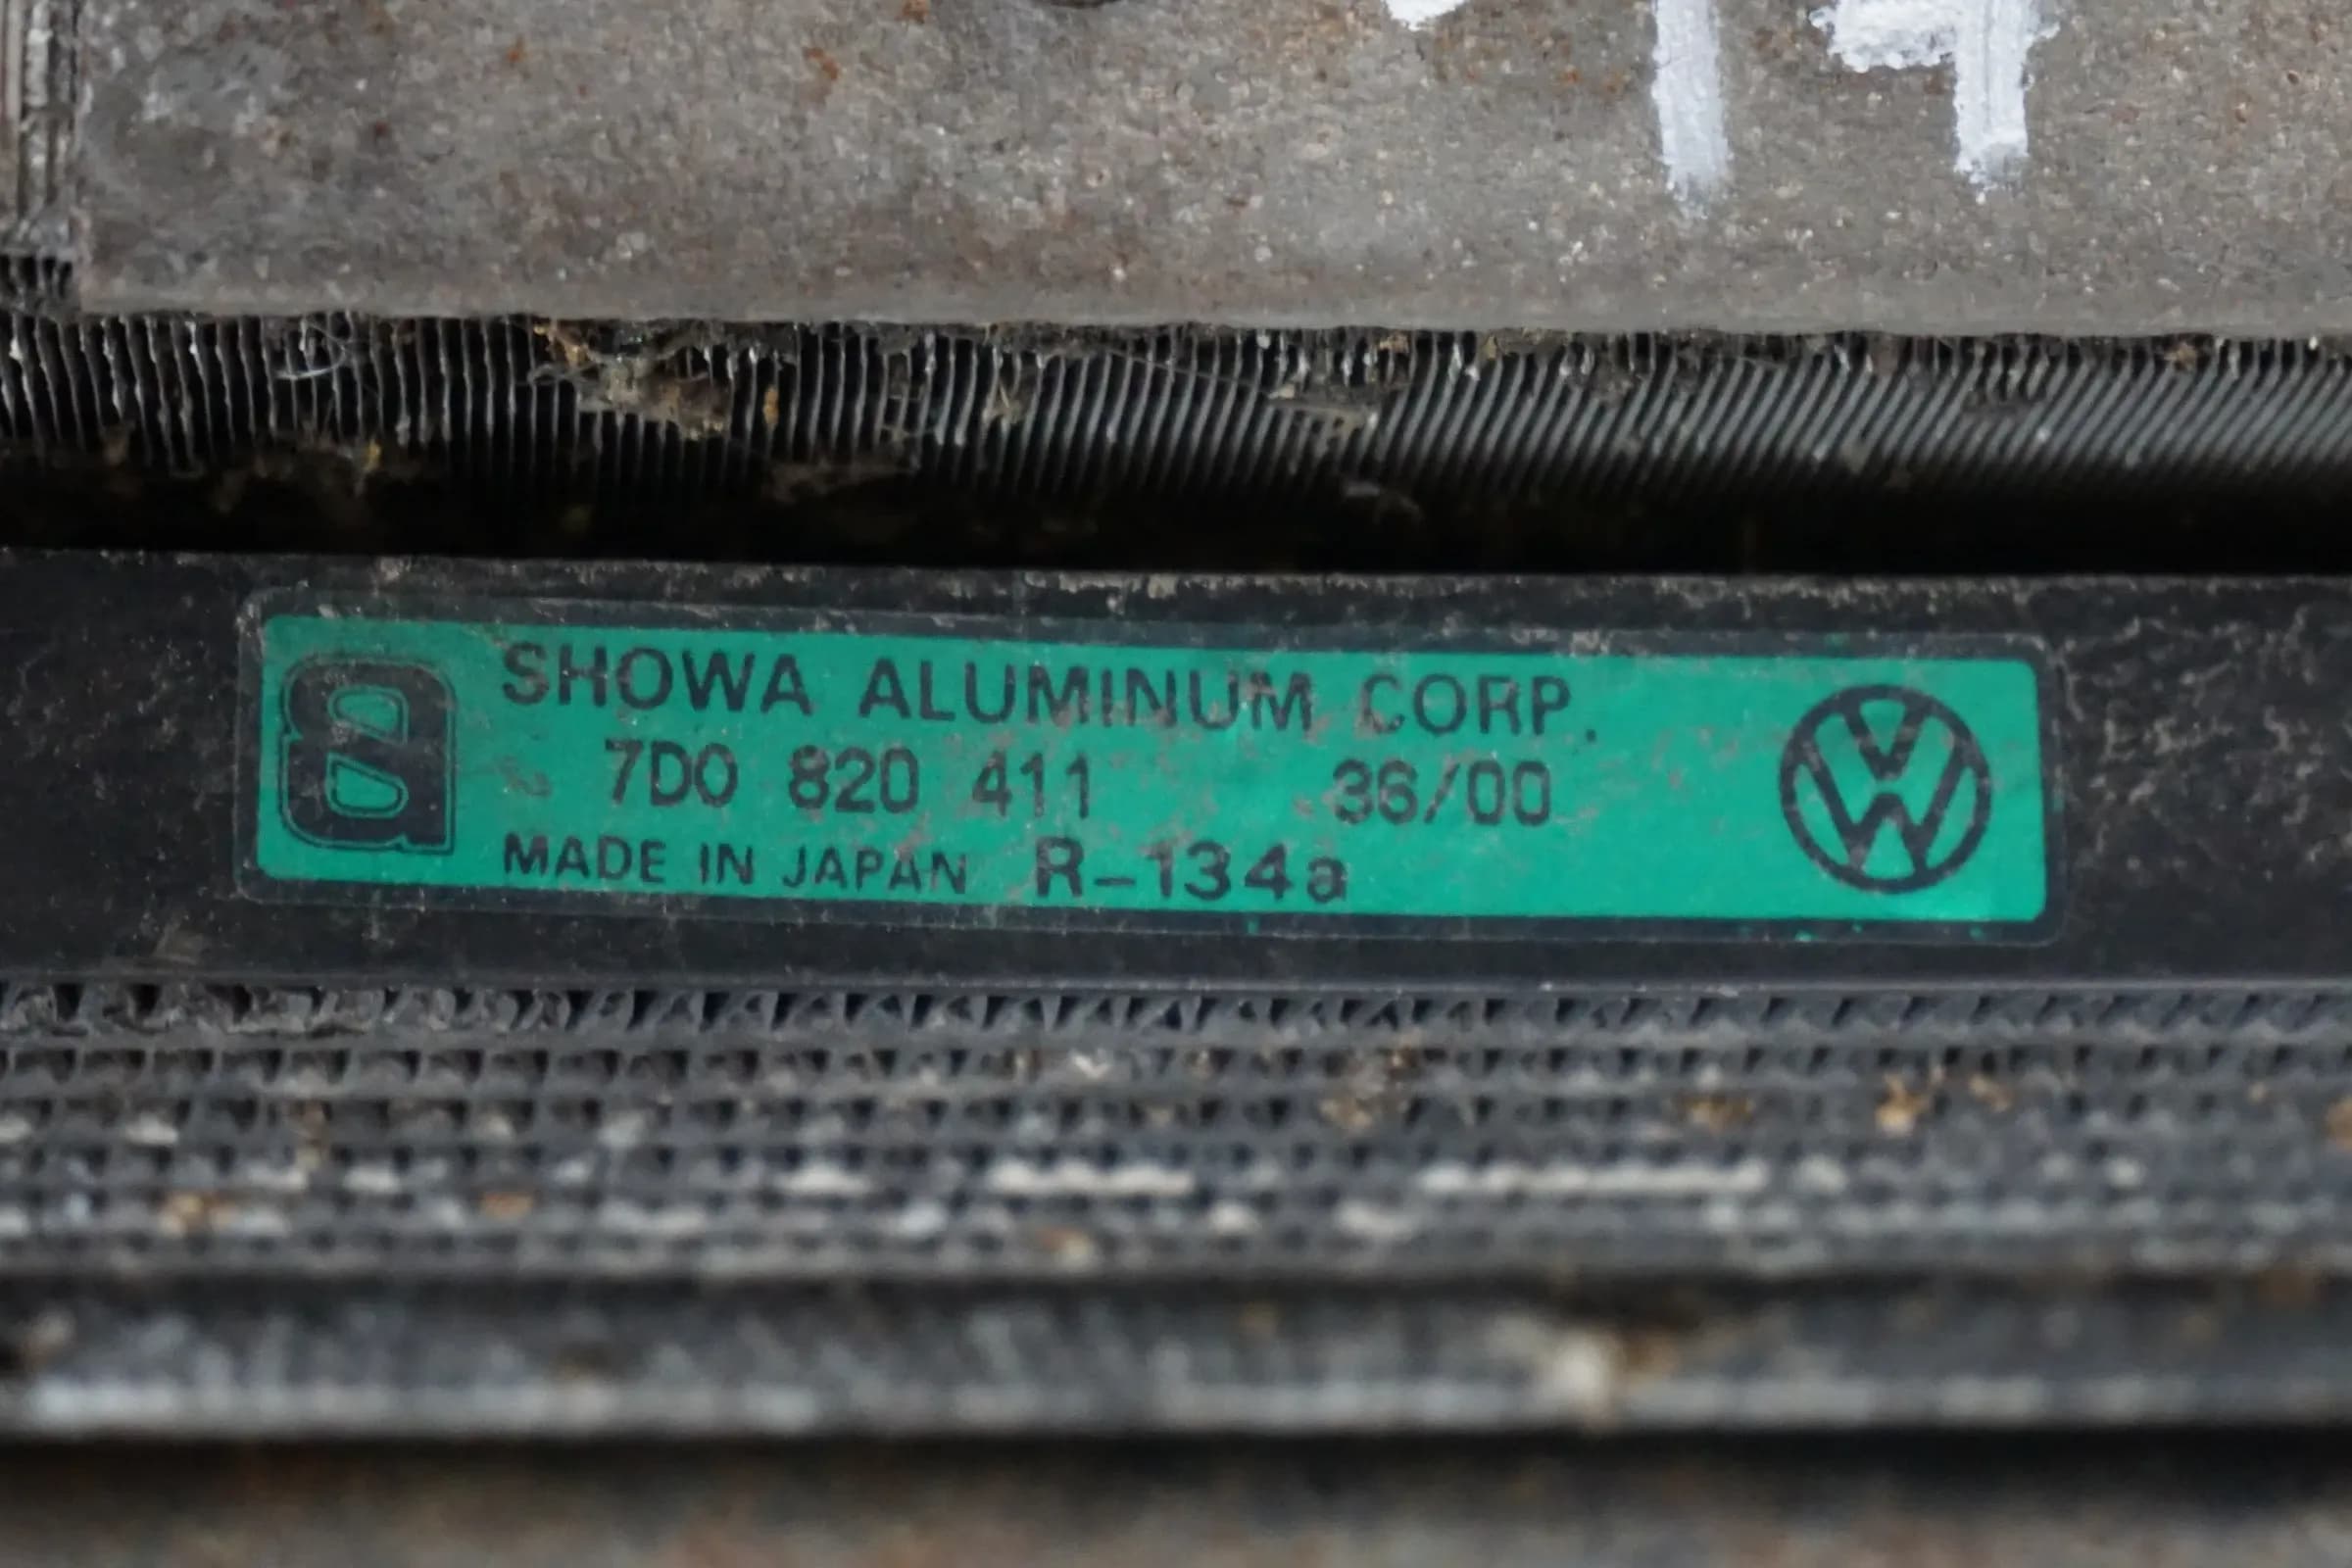 SHOWA ALUMINUM CORP.
7D0 820 411 36/00
MADE IN JAPAN R-134a